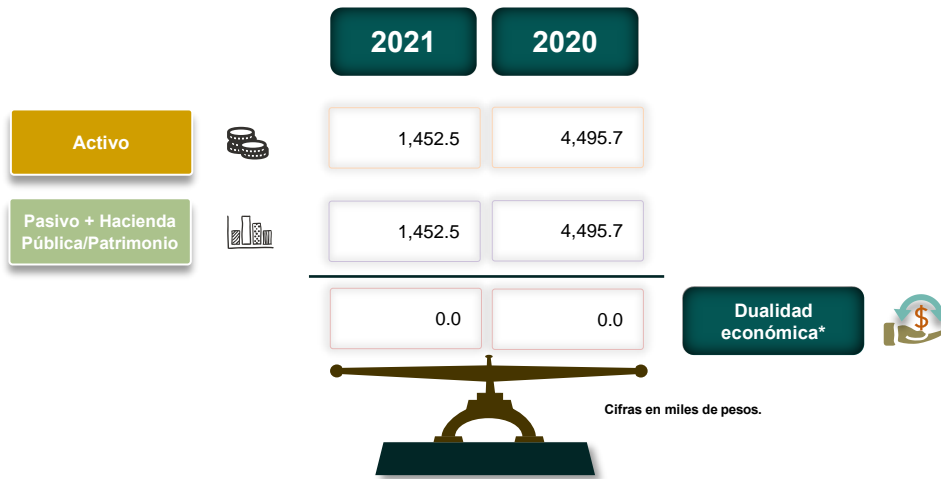 2021 2020
Activo 1,452.5 4,495.7
Pasivo + Hacienda
Pública/Patrimonio 1,452.5 4,495.7
0.0 0.0 Dualidad
económica*
$
Cifras en miles de pesos.